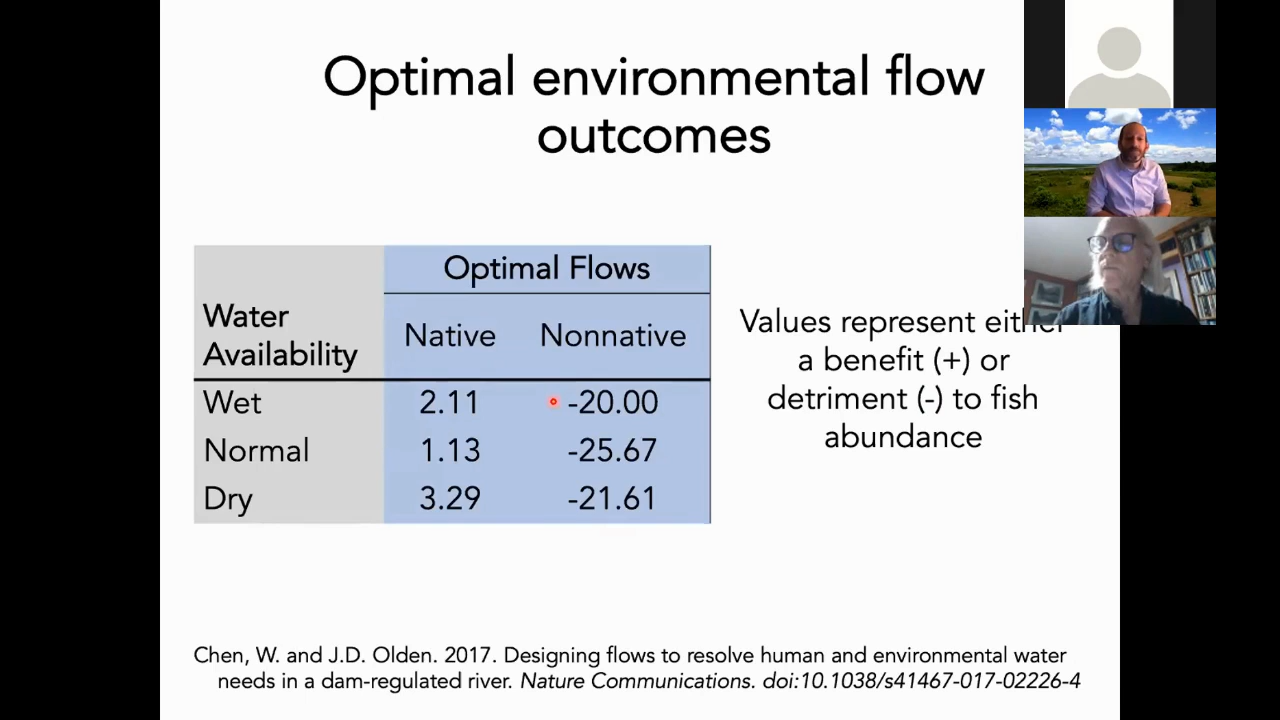 Optimal environmental flow
outcomes
Optimal Flows
Water
Availability
Native Nonnative
Wet 2.11 -20.00
Normal 1.13 -25.67
Dry 3.29 -21.61
Values represent either
a benefit (+) or
detriment (-) to fish
abundance
Chen, W. and J.D. Olden. 2017. Designing flows to resolve human and environmental water
needs in a dam-regulated river. Nature Communications. doi:10.1038/s41467-017-02226-4